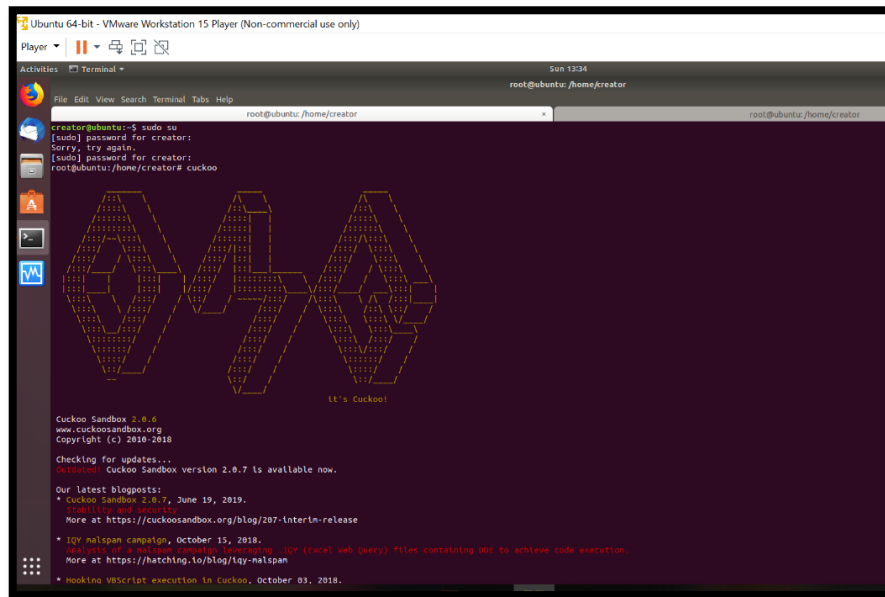 Ubuntu 64-bit - VMware Workstation 15 Player (Non-commercial use only)
Player
Activities Terminal Sun 13:34
root@ubuntu: /home/creator
File Edit View Search Terminal Tabs Help
root@ubuntu: /home/creator × root@ubuntu: /home/creator
creator@ubuntu:~$ sudo su
[sudo] password for creator:
Sorry, try again.
[sudo] password for creator:
root@ubuntu:/home/creator# cuckoo
it's Cuckoo!
Cuckoo Sandbox 2.0.6
www.cuckoosandbox.org
Copyright (c) 2010-2018
Checking for updates...
Outdated! Cuckoo Sandbox version 2.0.7 is available now.
Our latest blogposts:
* Cuckoo Sandbox 2.0.7, June 19, 2019.
Stability and security
More at https://cuckoosandbox.org/blog/207-interim-release
* IQY malspam campaign, October 15, 2018.
Analysis of a malspam campaign leveraging .IQY (Excel Web Query) files containing DDE to achieve code execution.
More at https://hatching.io/blog/iqy-malspam
* Hooking VBScript execution in Cuckoo, October 03, 2018.